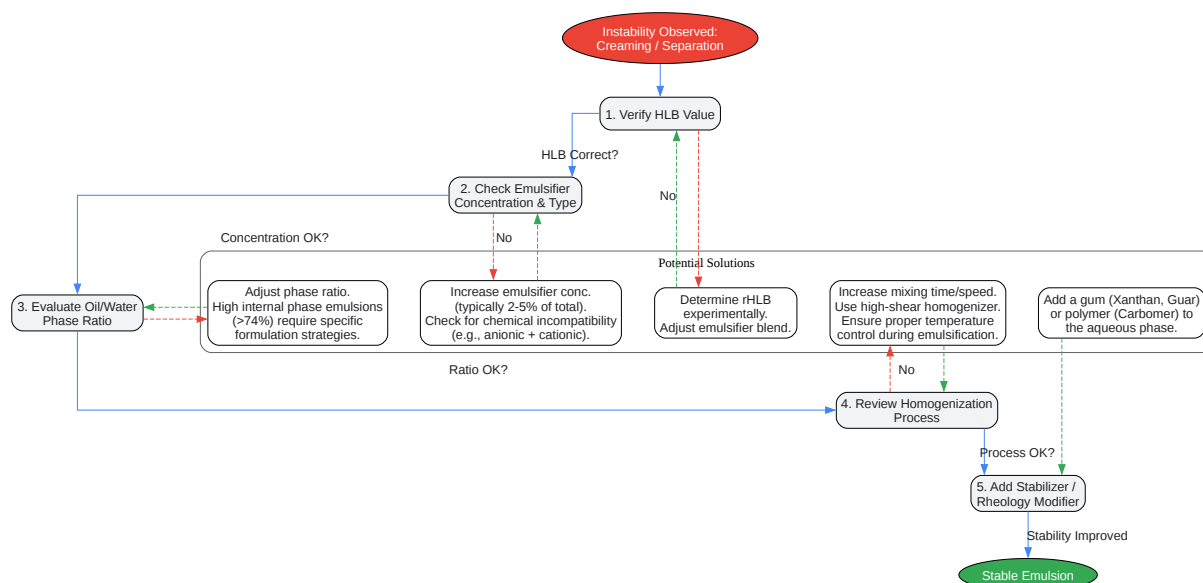 Instability Observed:
Creaming / Separation
1. Verify HLB Value
HLB Correct?
2. Check Emulsifier
Concentration & Type
No
No
Concentration OK?
Potential Solutions
3. Evaluate Oil/Water
Phase Ratio
Adjust phase ratio.
High internal phase emulsions
(>74%) require specific
formulation strategies.
Increase emulsifier conc.
(typically 2-5% of total).
Check for chemical incompatibility
(e.g., anionic + cationic).
Determine rHLB
experimentally.
Adjust emulsifier blend.
Increase mixing time/speed.
Use high-shear homogenizer.
Ensure proper temperature
control during emulsification.
Add a gum (Xanthan, Guar)
or polymer (Carbomer) to
the aqueous phase.
Ratio OK?
No
4. Review Homogenization
Process
Process OK?
5. Add Stabilizer /
Rheology Modifier
Stability Improved
Stable Emulsion